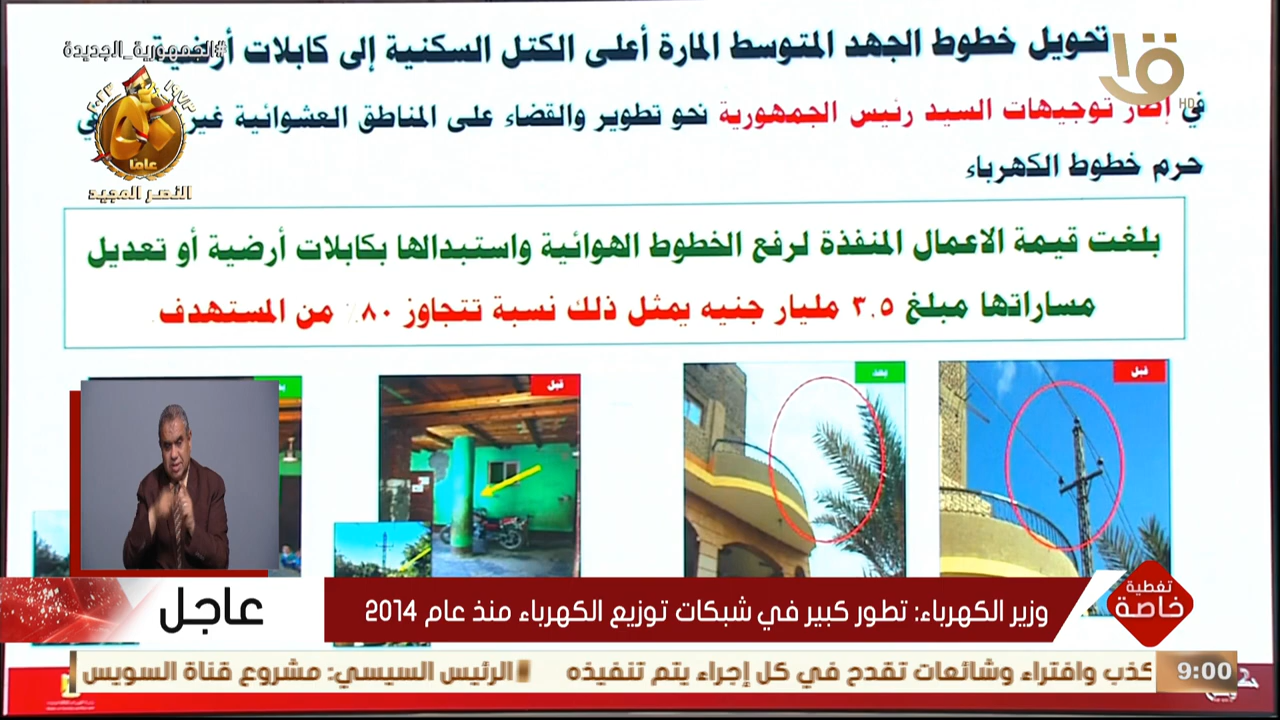 #الجمهورية_الجديدة
تحويل خطوط الجهد المتوسط المارة أعلى الكتل السكنية إلى كابلات
HD
في إطار توجيهات السيد رئيس الجمهورية نحو تطوير والقضاء على المناطق العشوائية
حرم خطوط الكهرباء
١٩٧٣ ٢٠٢٣
٥٠
عاما
النصر المجيد
بلغت قيمة الاعمال المنفذة لرفع الخطوط الهوائية واستبدالها بكابلات أرضية أو تعديل
مساراتها مبلغ ٣.٥ مليار جنيه يمثل ذلك نسبة تتجاوز ٨٠٪ من المستهدف
قبل
بعد
قبل
تغطية
خاصة
وزير الكهرباء: تطور كبير في شبكات توزيع الكهرباء منذ عام 2014
عاجل
9:00
كذب وافتراء وشائعات تقدح في كل إجراء يتم تنفيذه
الرئيس السيسي: مشروع قناة السويس